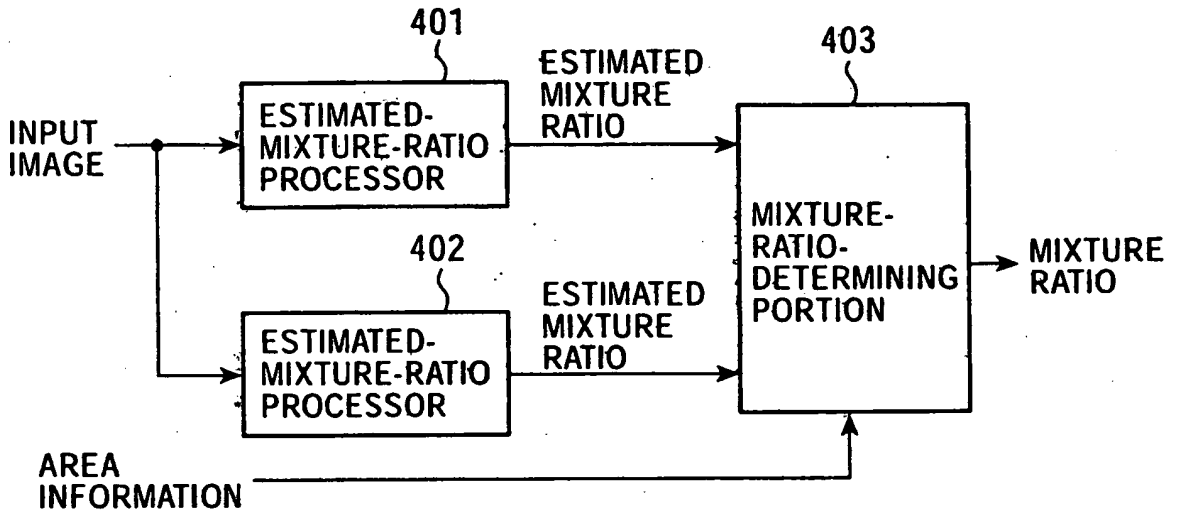 401
ESTIMATED
MIXTURE
RATIO
403
INPUT
IMAGE
ESTIMATED-
MIXTURE-RATIO
PROCESSOR
402
ESTIMATED
MIXTURE
RATIO
ESTIMATED-
MIXTURE-RATIO
PROCESSOR
MIXTURE-
RATIO-
DETERMINING
PORTION
MIXTURE
RATIO
AREA
INFORMATION